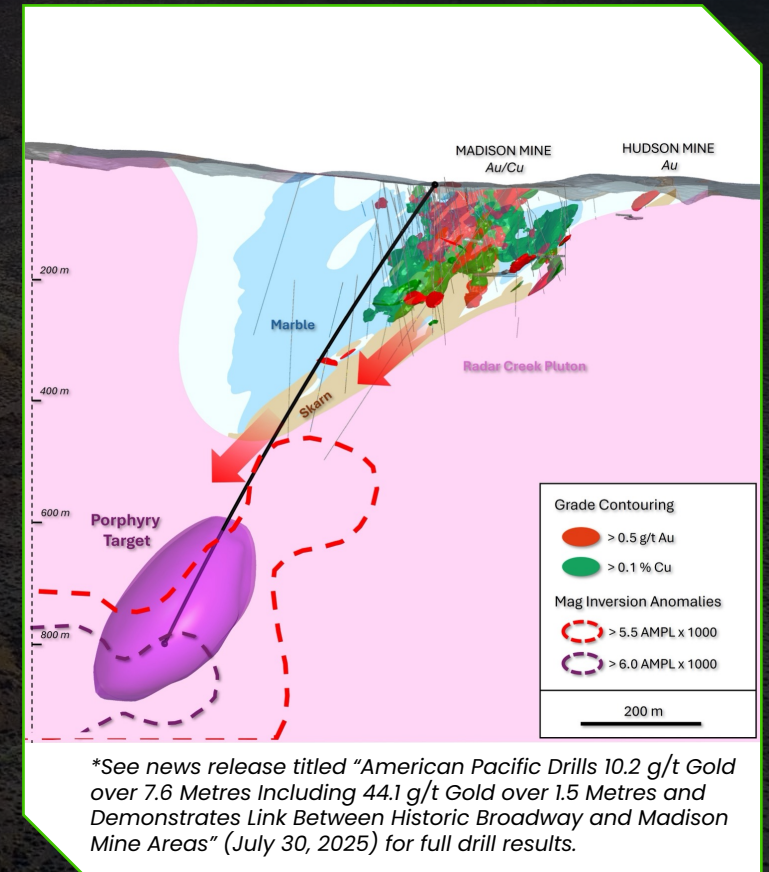 MADISON MINE
Au/Cu
HUDSON MINE
Au
200 m
Marble
Radar Creek Pluton
400 m
Skarn
600 m
Porphyry
Target
800 m
Grade Contouring
> 0.5 g/t Au
> 0.1 % Cu
Mag Inversion Anomalies
> 5.5 AMPL x 1000
> 6.0 AMPL x 1000
200 m
*See news release titled “American Pacific Drills 10.2 g/t Gold
over 7.6 Metres Including 44.1 g/t Gold over 1.5 Metres and
Demonstrates Link Between Historic Broadway and Madison
Mine Areas” (July 30, 2025) for full drill results.